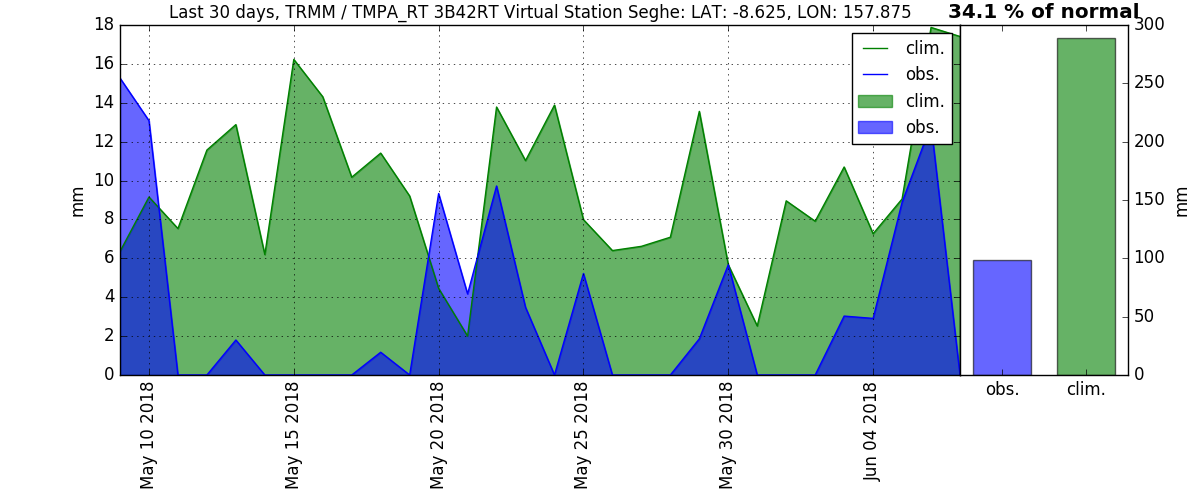 Last 30 days, TRMM / TMPA_RT 3B42RT Virtual Station Seghe: LAT: -8.625, LON: 157.875
34.1 % of normal
18
16
14
12
10
8
6
4
2
0
mm
clim.
obs.
clim.
obs.
300
250
200
150
100
50
0
mm
May 10 2018
May 15 2018
May 20 2018
May 25 2018
May 30 2018
Jun 04 2018
obs.
clim.